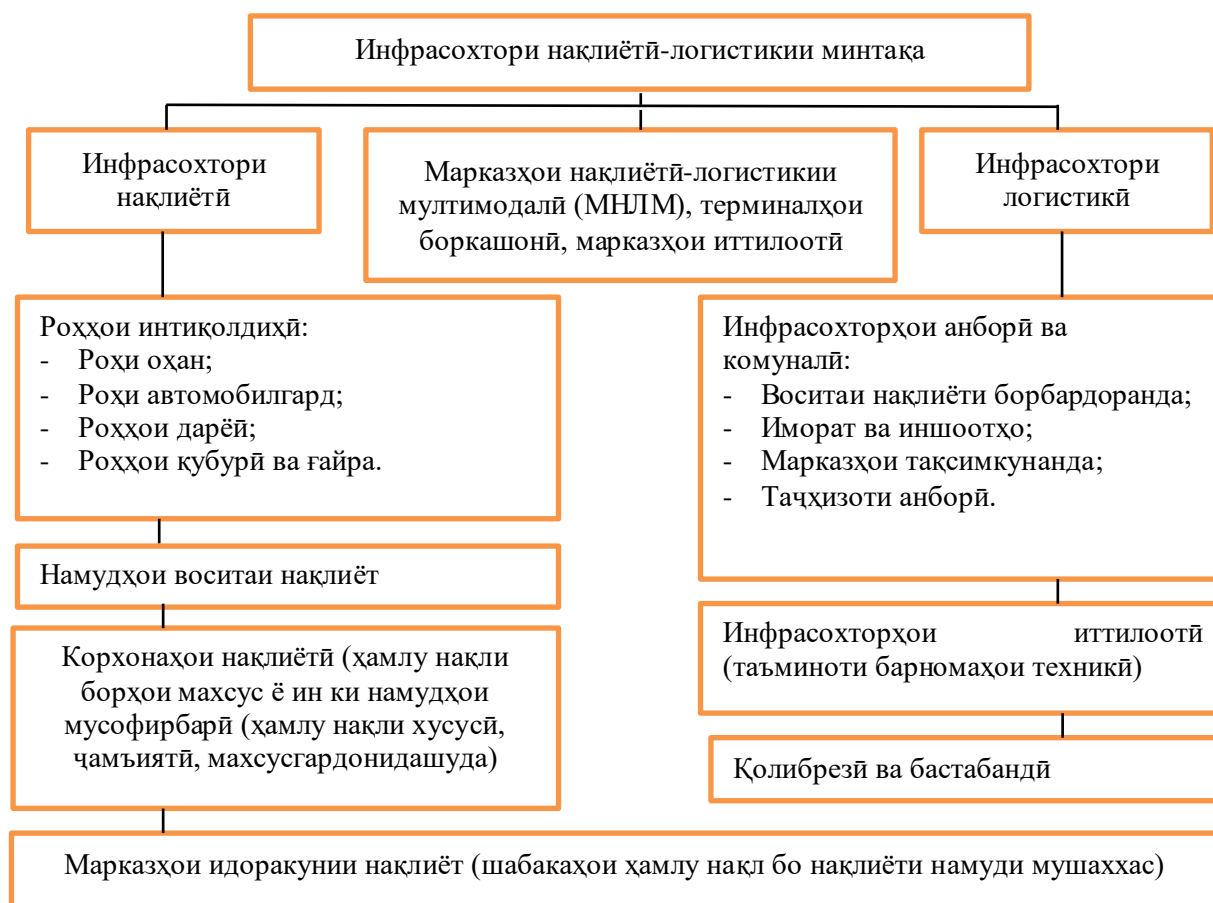 Инфрасохтори нақлиётӣ-логистикии минтақа
Инфрасохтори
нақлиётӣ
Марказҳои нақлиётӣ-логистикии
мултимодалӣ (МНЛМ), терминалҳои
боркашонӣ, марказҳои иттилоотӣ
Инфрасохтори
логистикӣ
Роҳҳои интиқолдиҳӣ:
- Роҳи оҳан;
- Роҳи автомобилгард;
- Роҳҳои дарёӣ;
- Роҳҳои қубурӣ ва ғайра.
Намудҳои воситаи нақлиёт
Корхонаҳои нақлиётӣ (ҳамлу нақли
борҳои махсус ё ин ки намудҳои
мусофирбарӣ (ҳамлу нақли хусусӣ,
ҷамъиятӣ, махсусгардонидашуда)
Инфрасохторҳои анборӣ ва
комуналӣ:
- Воситаи нақлиёти борбардоранда;
- Иморат ва иншоотҳо;
- Марказҳои тақсимкунанда;
- Таҷҳизоти анборӣ.
Инфрасохторҳои иттилоотӣ
(таъминоти барномаҳои техникӣ)
Қолибрезӣ ва бастабандӣ
Марказҳои идоракунии нақлиёт (шабакаҳои ҳамлу нақл бо нақлиёти намуди мушаххас)